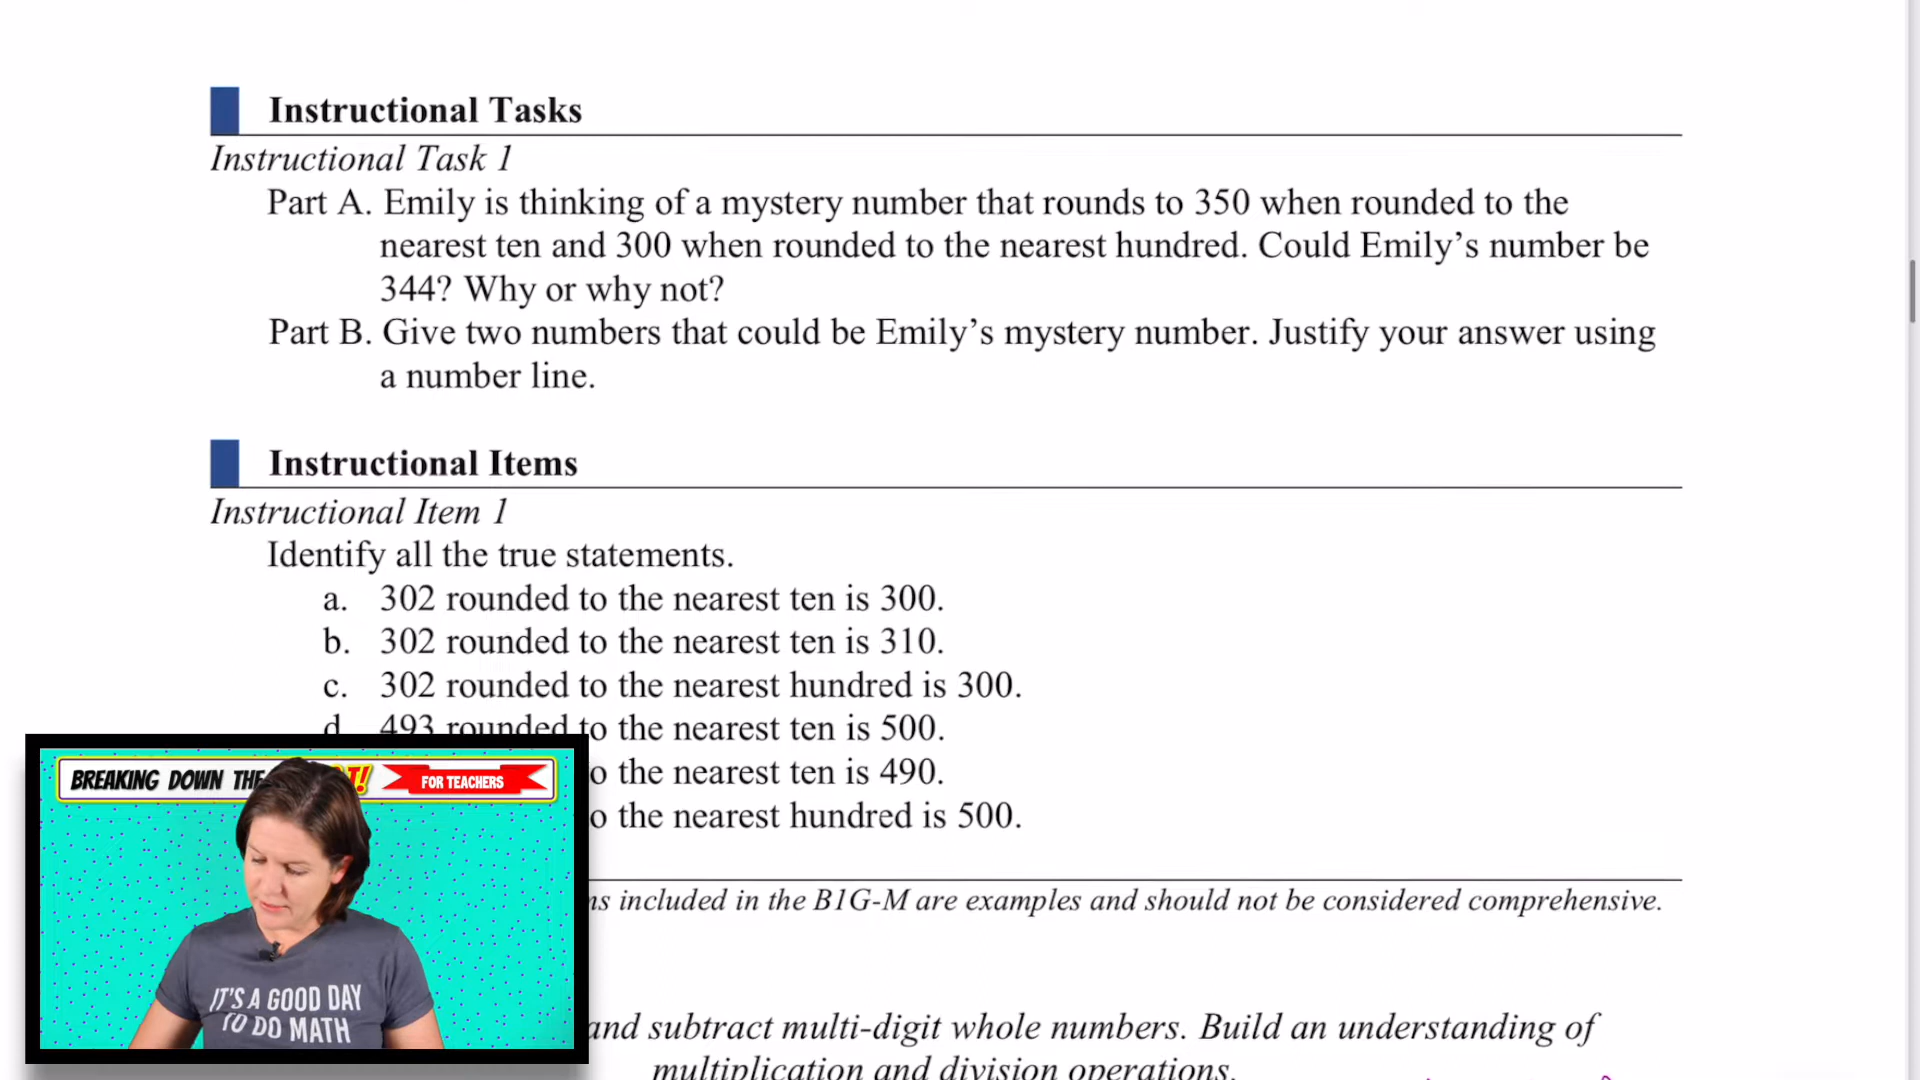 Instructional Tasks
Instructional Task 1
Part A. Emily is thinking of a mystery number that rounds to 350 when rounded to the
nearest ten and 300 when rounded to the nearest hundred. Could Emily’s number be
344? Why or why not?
Part B. Give two numbers that could be Emily’s mystery number. Justify your answer using
a number line.
Instructional Items
Instructional Item 1
Identify all the true statements.
a. 302 rounded to the nearest ten is 300.
b. 302 rounded to the nearest ten is 310.
c. 302 rounded to the nearest hundred is 300.
d. 493 rounded to the nearest ten is 500.
o the nearest ten is 490.
o the nearest hundred is 500.
ns included in the B1G-M are examples and should not be considered comprehensive.
and subtract multi-digit whole numbers. Build an understanding of
multiplication and division operations.
BREAKING DOWN THE
FOR TEACHERS
IT'S A GOOD DAY
TO DO MATH